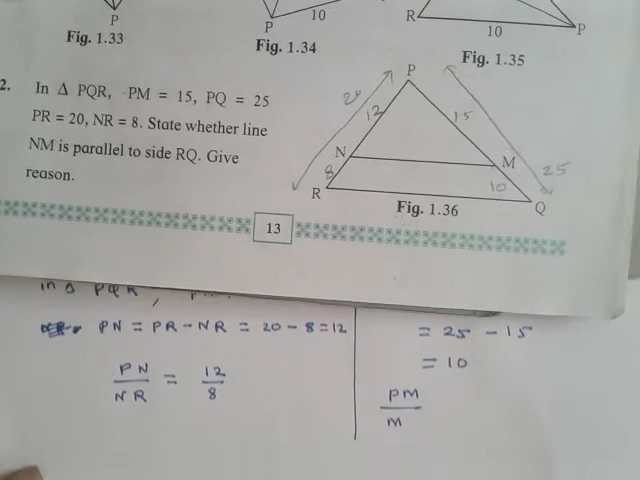 P
Fig. 1.33
P
10
Fig. 1.34
R
10
P
Fig. 1.35
2.
In Δ PQR, PM = 15, PQ = 25
PR = 20, NR = 8. State whether line
NM is parallel to side RQ. Give
reason.
P
20
12
15
N
M
8
10
25
R
Q
Fig. 1.36
13
in Δ PQR ,
PN = PR - NR = 20 - 8 = 12
PN / NR = 12 / 8
= 25 - 15
= 10
PM / M